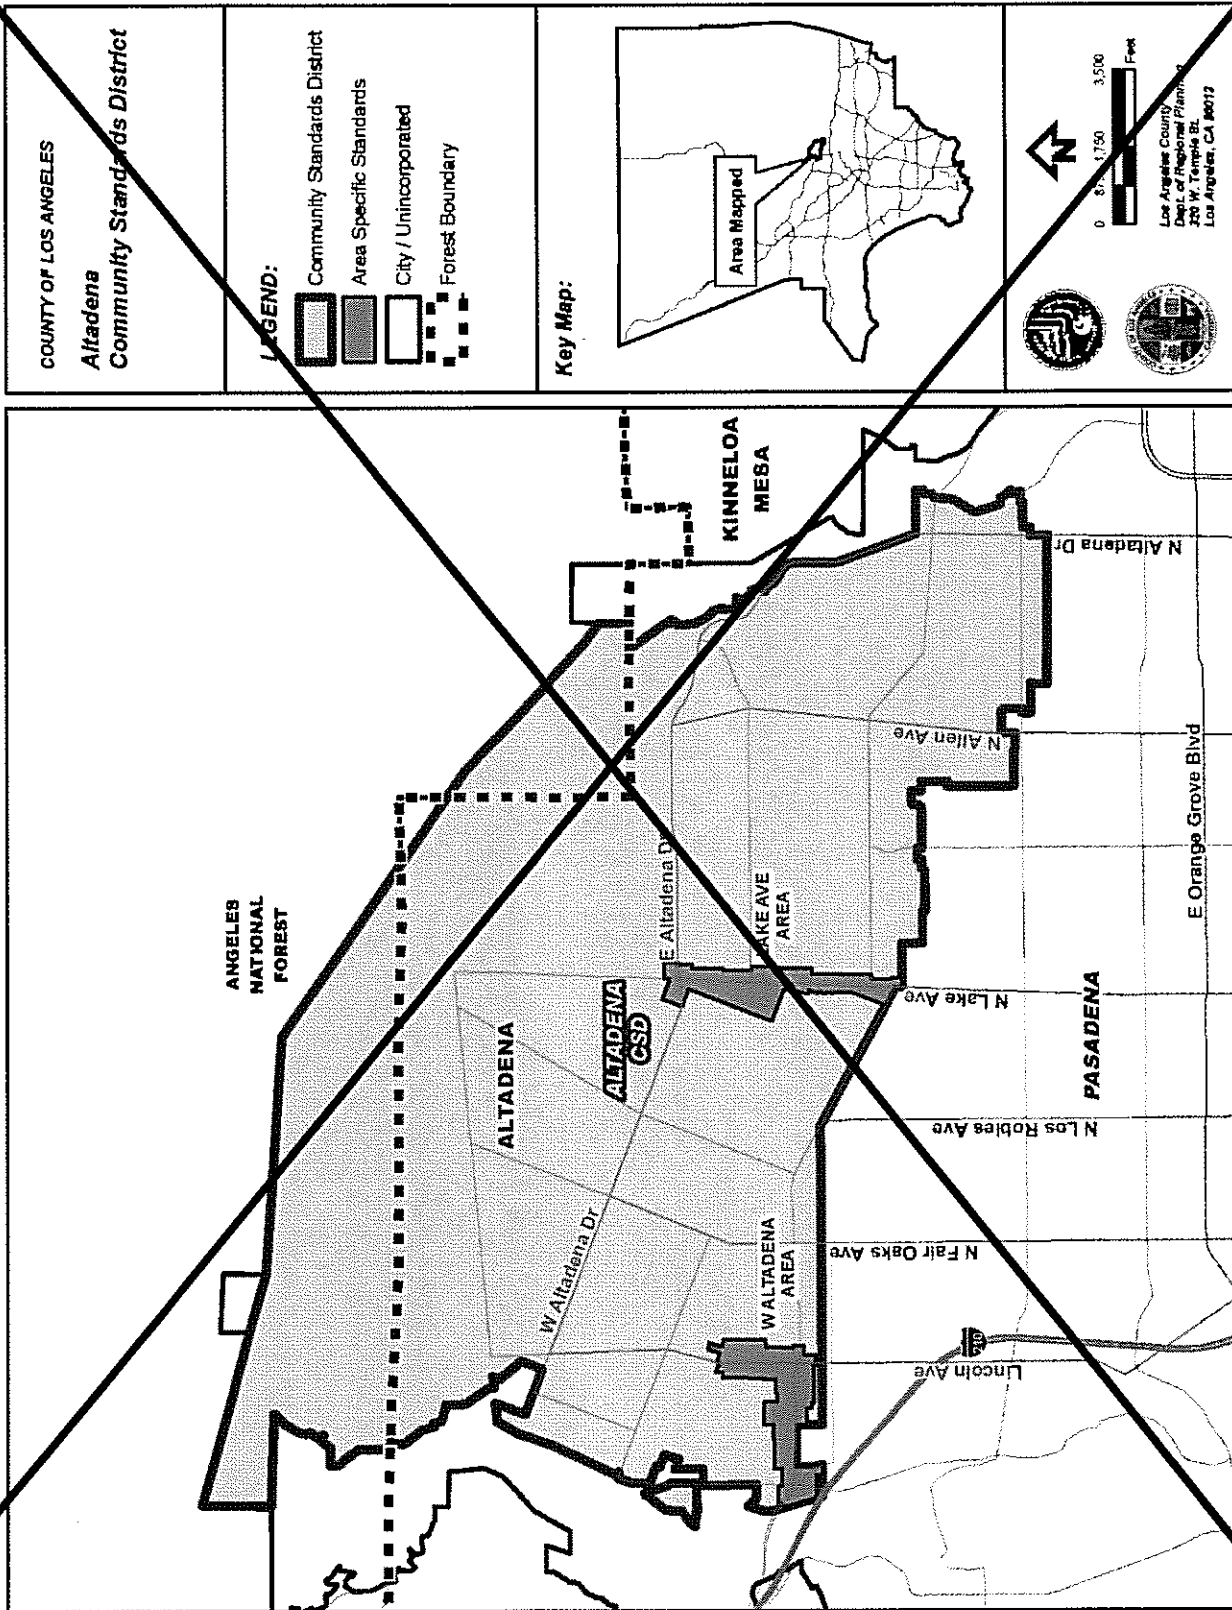 COUNTY OF LOS ANGELES
Altadena
Community Standards District
LEGEND:
Community Standards District
Area Specific Standards
City / Unincorporated
Forest Boundary
Key Map:
Area Mapped
N
0 875 1,750 3,500
Feet
Los Angeles County
Dept. of Regional Planning
320 W. Temple St.
Los Angeles, CA 90012
ANGELES
NATIONAL
FOREST
KINNELOA
MESA
ALTADENA
ALTADENA
CSD
E Altadena Dr
W Altadena Dr
LAKE AVE
AREA
W ALTADENA
AREA
N Altadena Dr
N Allen Ave
N Lake Ave
N Los Robles Ave
N Fair Oaks Ave
Lincoln Ave
210
E Orange Grove Blvd
PASADENA